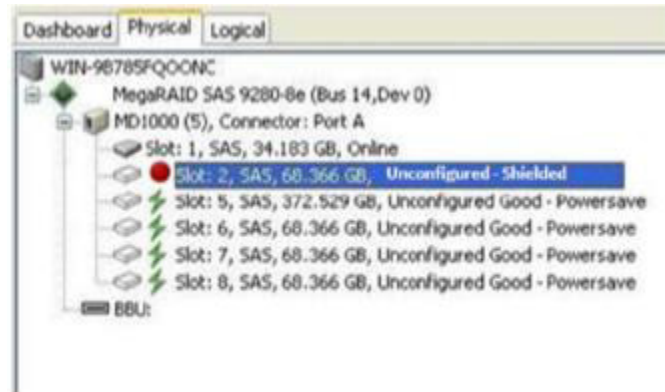 Dashboard Physical Logical
WIN-98785FQOONC
MegaRAID SAS 9280-8e (Bus 14,Dev 0)
MD1000 (5), Connector: Port A
Slot: 1, SAS, 34.183 GB, Online
Slot: 2, SAS, 68.366 GB, Unconfigured - Shielded
Slot: 5, SAS, 372.529 GB, Unconfigured Good - Powersave
Slot: 6, SAS, 68.366 GB, Unconfigured Good - Powersave
Slot: 7, SAS, 68.366 GB, Unconfigured Good - Powersave
Slot: 8, SAS, 68.366 GB, Unconfigured Good - Powersave
BBU: